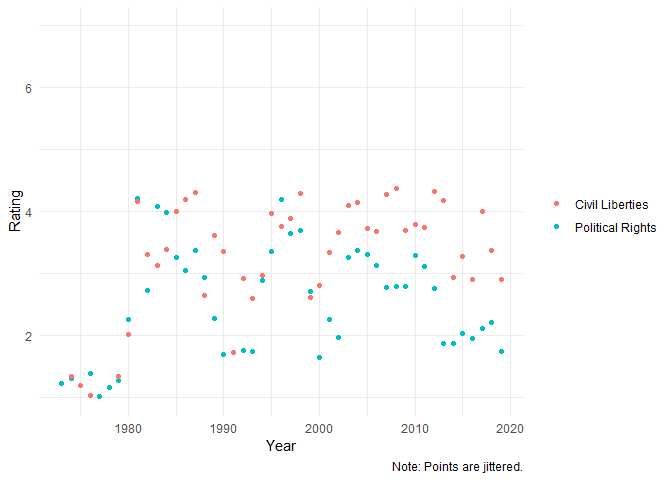 6
4
2
Rating
1980
1990
2000
2010
2020
Year
Civil Liberties
Political Rights
Note: Points are jittered.